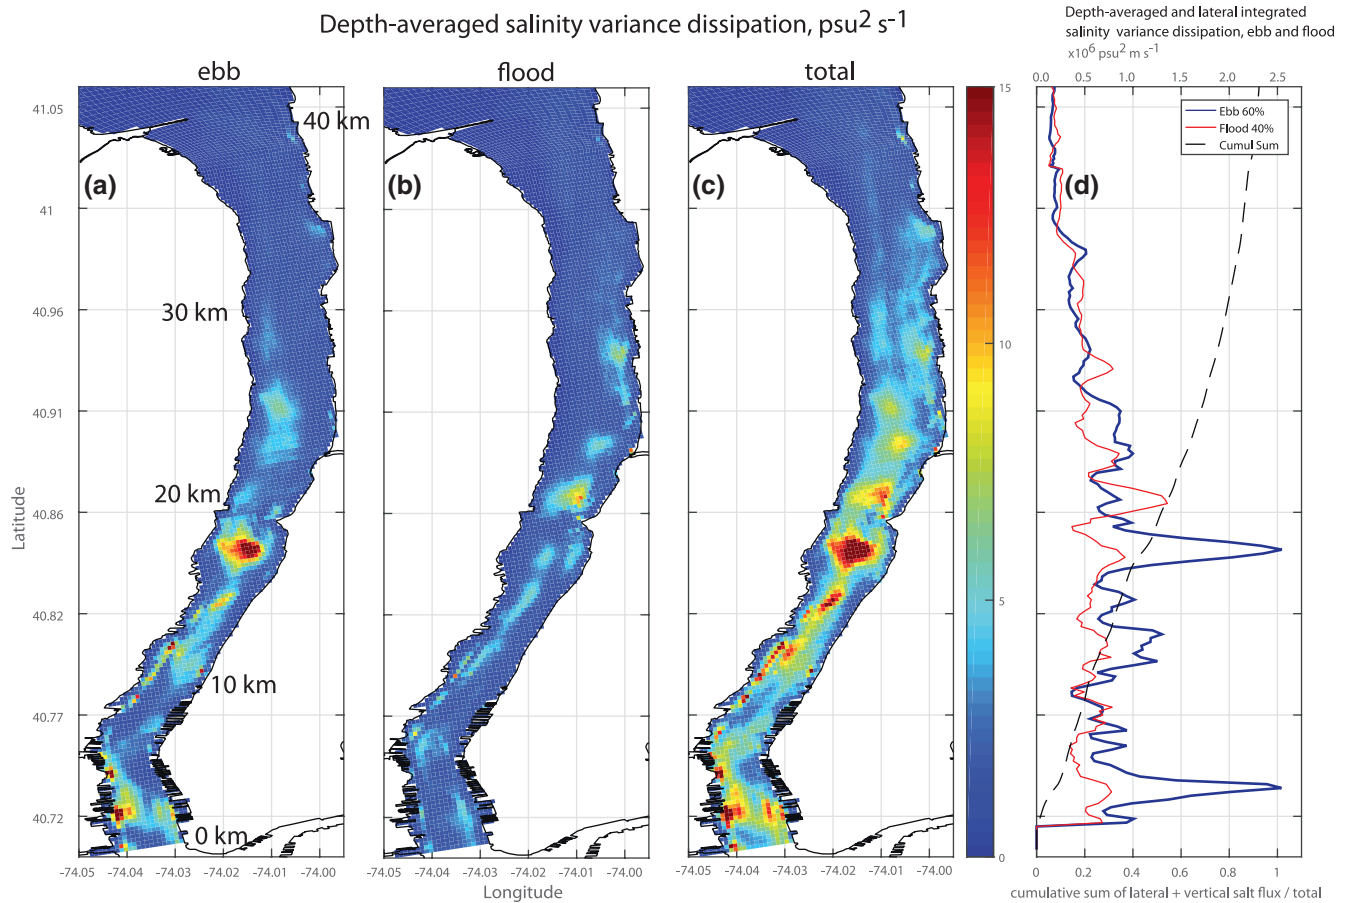 Depth-averaged salinity variance dissipation, psu² s⁻¹
Depth-averaged and lateral integrated
salinity variance dissipation, ebb and flood
x10⁶ psu² m s⁻¹
ebb
flood
total
0.0 0.5 1.0 1.5 2.0 2.5
41.05
41
40.96
40.91
40.86
40.82
40.77
40.72
Latitude
(a)
40 km
30 km
20 km
10 km
0 km
(b)
(c)
15
10
5
0
(d)
Ebb 60%
Flood 40%
Cumul Sum
-74.05 -74.04 -74.03 -74.02 -74.01 -74.00
-74.05 -74.04 -74.03 -74.02 -74.01 -74.00
-74.05 -74.04 -74.03 -74.02 -74.01 -74.00
0 0.2 0.4 0.6 0.8 1
Longtitude
cumulative sum of lateral + vertical salt flux / total